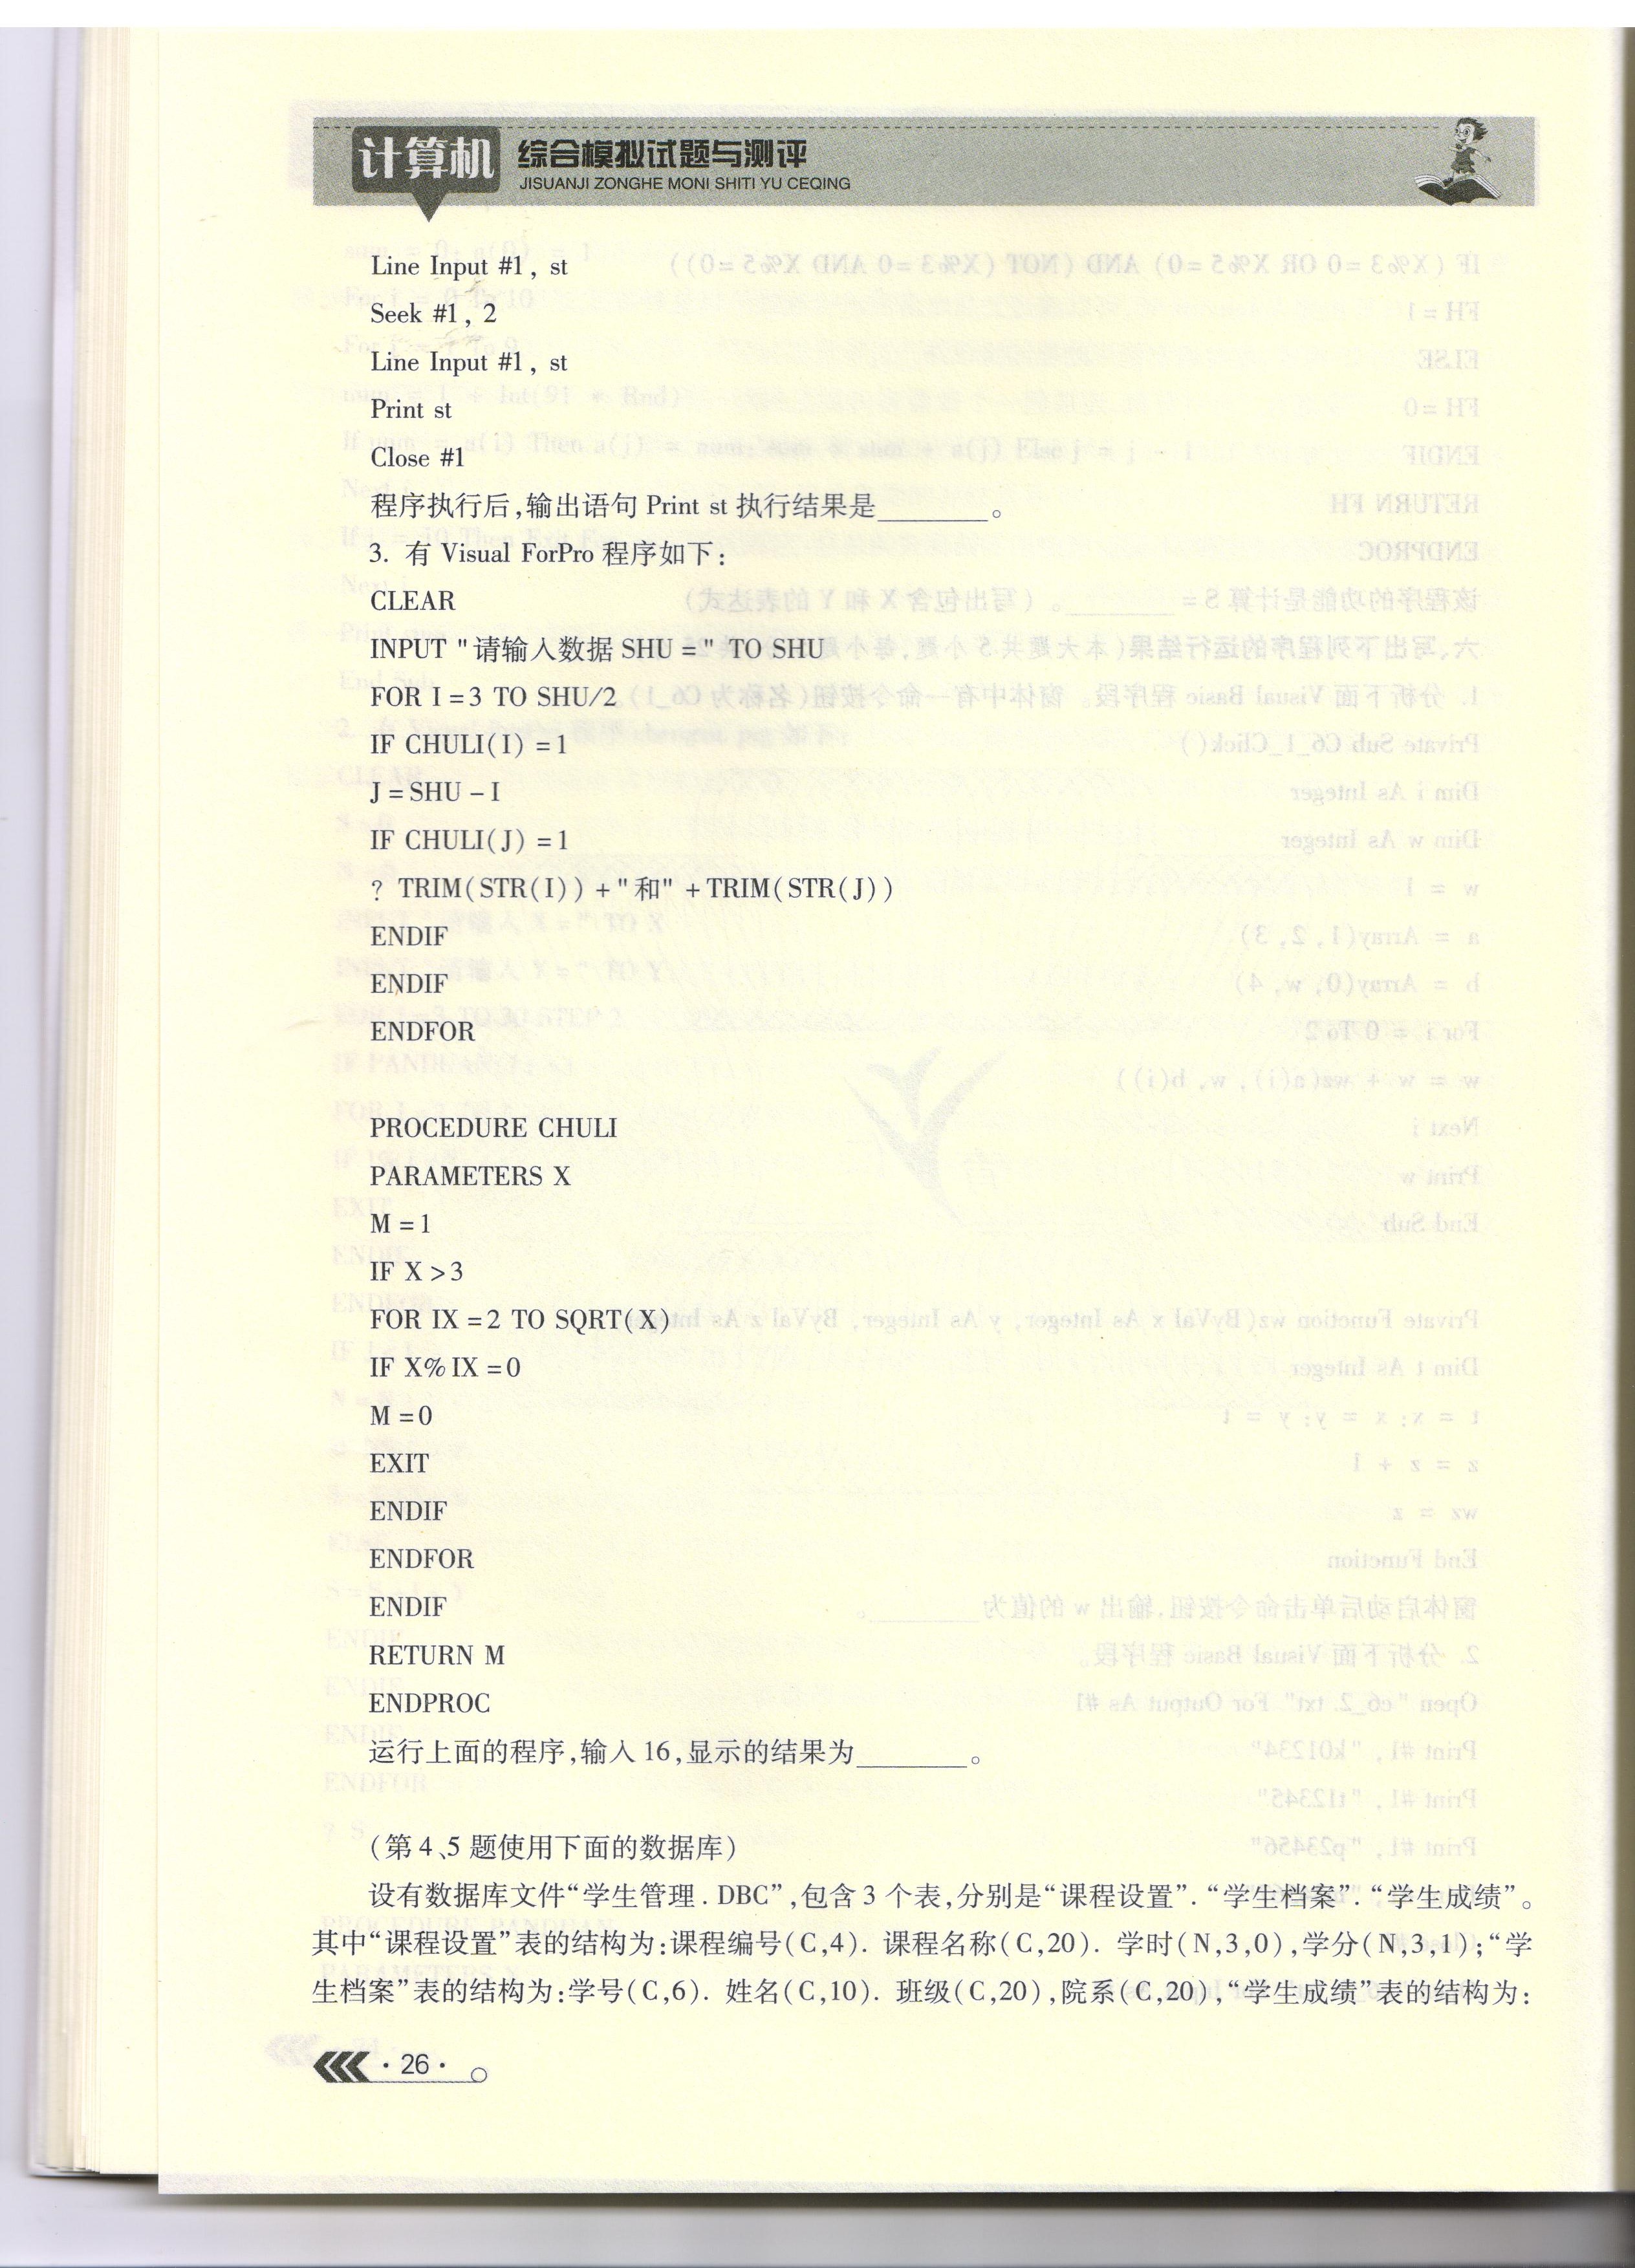 计算机 综合模拟试题与测评
JISUANJI ZONGHE MONI SHITI YU CEQING
Line Input #1, st
Seek #1, 2
Line Input #1, st
Print st
Close #1
程序执行后,输出语句 Print st 执行结果是________。
3. 有 Visual ForPro 程序如下:
CLEAR
INPUT "请输入数据 SHU =" TO SHU
FOR I=3 TO SHU/2
IF CHULI(I) =1
J=SHU -I
IF CHULI(J) =1
? TRIM(STR(I)) +"和" +TRIM(STR(J))
ENDIF
ENDIF
ENDFOR
PROCEDURE CHULI
PARAMETERS X
M =1
IF X >3
FOR IX =2 TO SQRT(X)
IF X% IX =0
M =0
EXIT
ENDIF
ENDFOR
ENDIF
RETURN M
ENDPROC
运行上面的程序,输入 16,显示的结果为________。
(第 4、5 题使用下面的数据库)
设有数据库文件“学生管理. DBC”,包含 3 个表,分别是“课程设置”. “学生档案”. “学生成绩”。
其中“课程设置”表的结构为:课程编号(C,4). 课程名称(C,20). 学时(N,3,0),学分(N,3,1);“学
生档案”表的结构为:学号(C,6). 姓名(C,10). 班级(C,20),院系(C,20),“学生成绩”表的结构为:
·26·